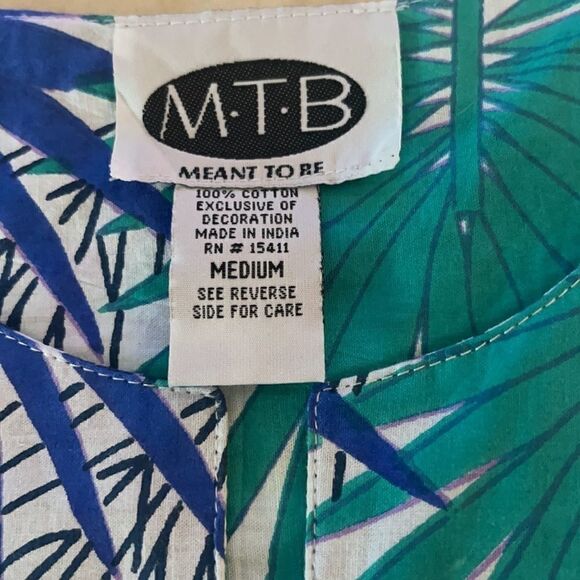 M·T·B
MEANT TO BE
100% COTTON
EXCLUSIVE OF
DECORATION
MADE IN INDIA
RN # 15411
MEDIUM
SEE REVERSE
SIDE FOR CARE